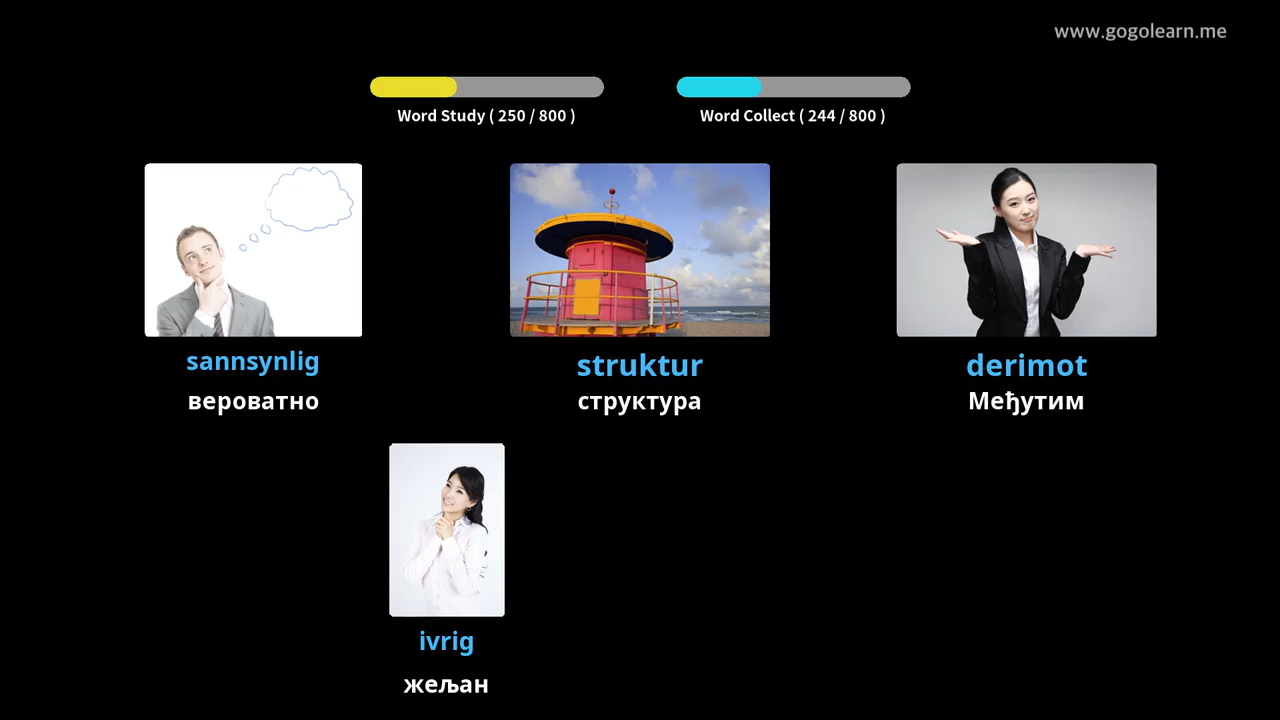 www.gogolearn.me
Word Study ( 250 / 800 )
Word Collect ( 244 / 800 )
sannsynlig
вероватно
struktur
структура
derimot
Међутим
ivrig
жељан